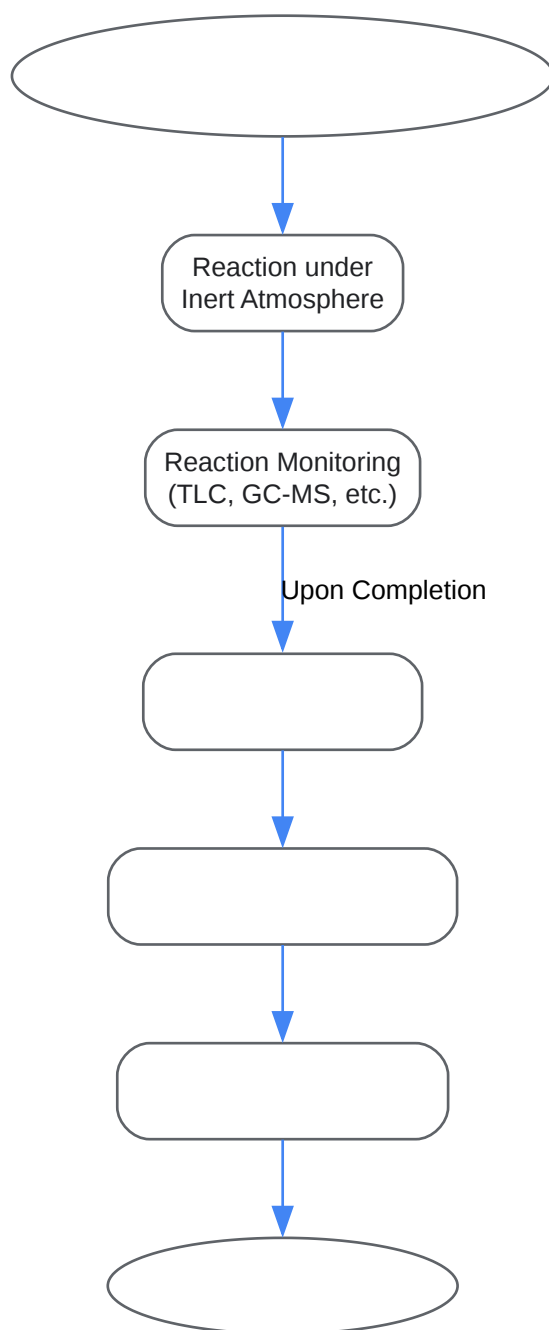 Reaction under
Inert Atmosphere
Reaction Monitoring
(TLC, GC-MS, etc.)
Upon Completion